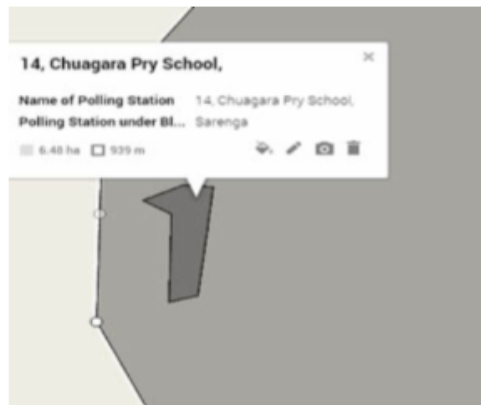 14, Chuagara Pry School,
Name of Polling Station 14, Chuagara Pry School,
Polling Station under Bl... Sarenga
6.48 ha 939 m